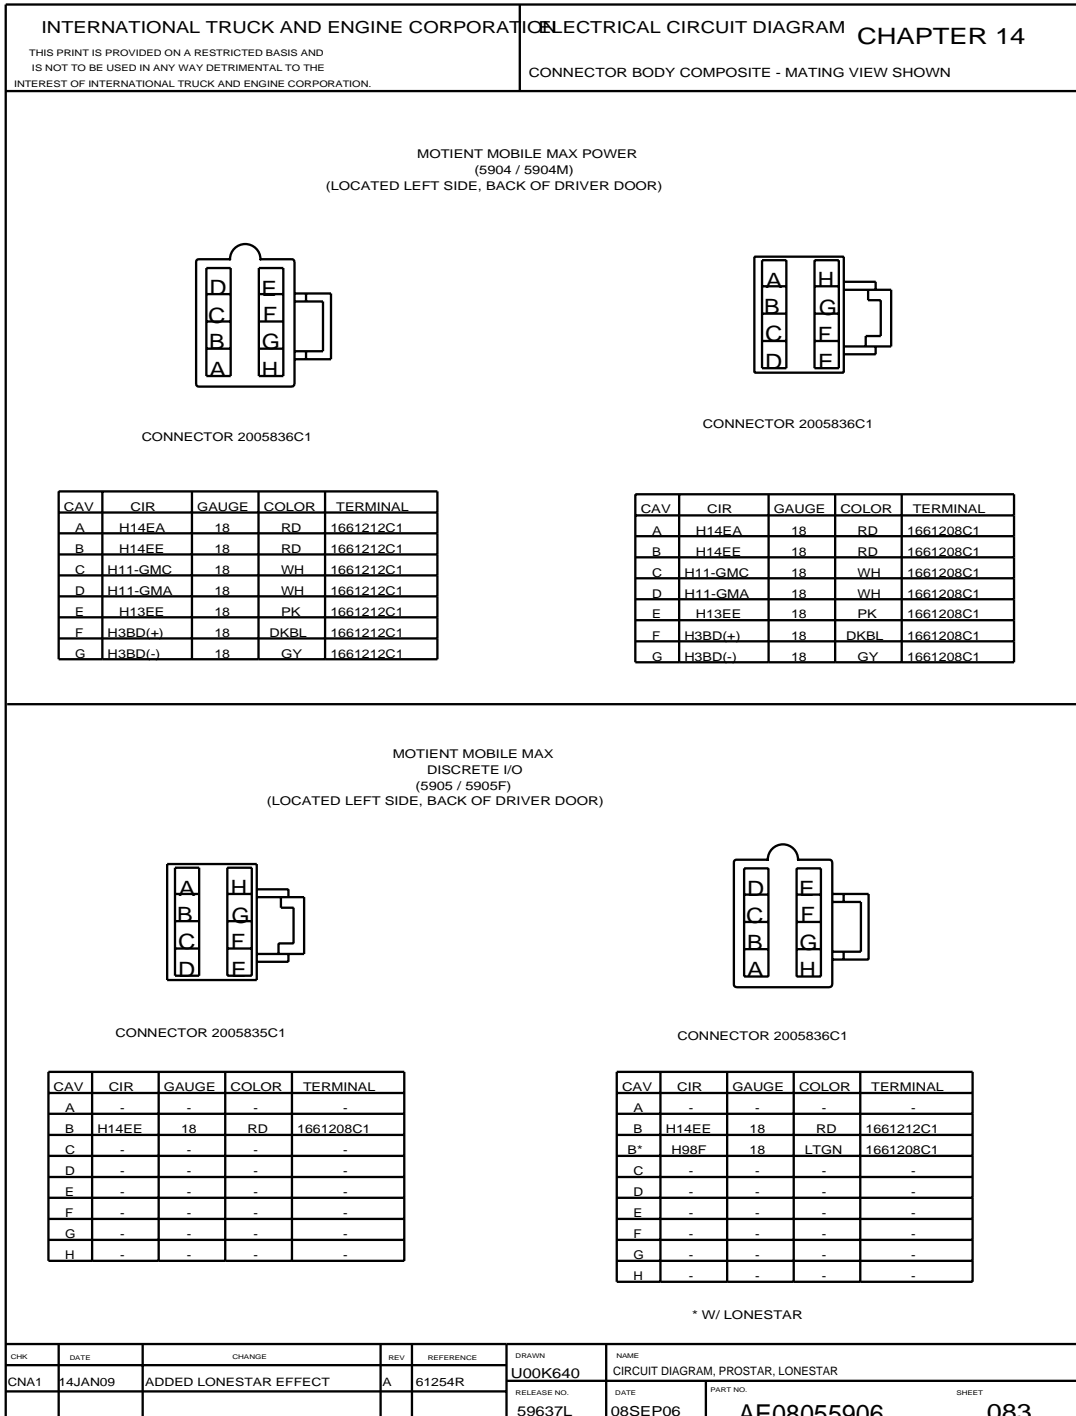 INTERNATIONAL TRUCK AND ENGINE CORPORATION
THIS PRINT IS PROVIDED ON A RESTRICTED BASIS AND
IS NOT TO BE USED IN ANY WAY DETRIMENTAL TO THE
INTEREST OF INTERNATIONAL TRUCK AND ENGINE CORPORATION.
ELECTRICAL CIRCUIT DIAGRAM CHAPTER 14
CONNECTOR BODY COMPOSITE - MATING VIEW SHOWN
MOTIENT MOBILE MAX POWER
(5904 / 5904M)
(LOCATED LEFT SIDE, BACK OF DRIVER DOOR)
D E
C F
B G
A H
CONNECTOR 2005836C1
CAV CIR GAUGE COLOR TERMINAL
A H14EA 18 RD 1661212C1
B H14EE 18 RD 1661212C1
C H11-GMC 18 WH 1661212C1
D H11-GMA 18 WH 1661212C1
E H13EE 18 PK 1661212C1
F H3BD(+) 18 DKBL 1661212C1
G H3BD(-) 18 GY 1661212C1
A H
B G
C F
D E
CONNECTOR 2005836C1
CAV CIR GAUGE COLOR TERMINAL
A H14EA 18 RD 1661208C1
B H14EE 18 RD 1661208C1
C H11-GMC 18 WH 1661208C1
D H11-GMA 18 WH 1661208C1
E H13EE 18 PK 1661208C1
F H3BD(+) 18 DKBL 1661208C1
G H3BD(-) 18 GY 1661208C1
MOTIENT MOBILE MAX
DISCRETE I/O
(5905 / 5905F)
(LOCATED LEFT SIDE, BACK OF DRIVER DOOR)
A H
B G
C F
D E
CONNECTOR 2005835C1
CAV CIR GAUGE COLOR TERMINAL
A - - - -
B H14EE 18 RD 1661208C1
C - - - -
D - - - -
E - - - -
F - - - -
G - - - -
H - - - -
D E
C F
B G
A H
CONNECTOR 2005836C1
CAV CIR GAUGE COLOR TERMINAL
A - - - -
B H14EE 18 RD 1661212C1
B* H98F 18 LTGN 1661208C1
C - - - -
D - - - -
E - - - -
F - - - -
G - - - -
H - - - -
* W/ LONESTAR
CHK DATE CHANGE REV REFERENCE
CNA1 14JAN09 ADDED LONESTAR EFFECT A 61254R
DRAWN
U00K640
NAME
CIRCUIT DIAGRAM, PROSTAR, LONESTAR
RELEASE NO.
59637L
DATE
08SEP06
PART NO.
AE08055906
SHEET
083